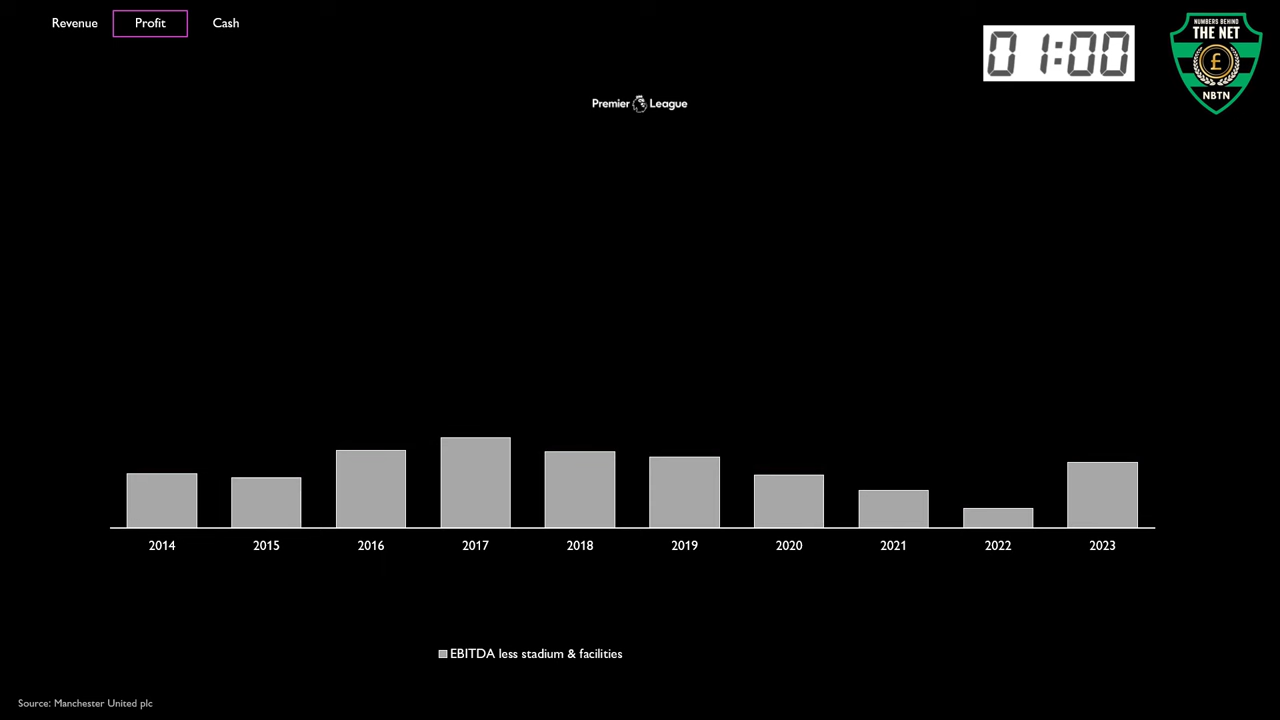 Revenue
Profit
Cash
01:00
NUMBERS BEHIND
THE NET
£
NBTN
Premier League
2014
2015
2016
2017
2018
2019
2020
2021
2022
2023
EBITDA less stadium & facilities
Source: Manchester United plc